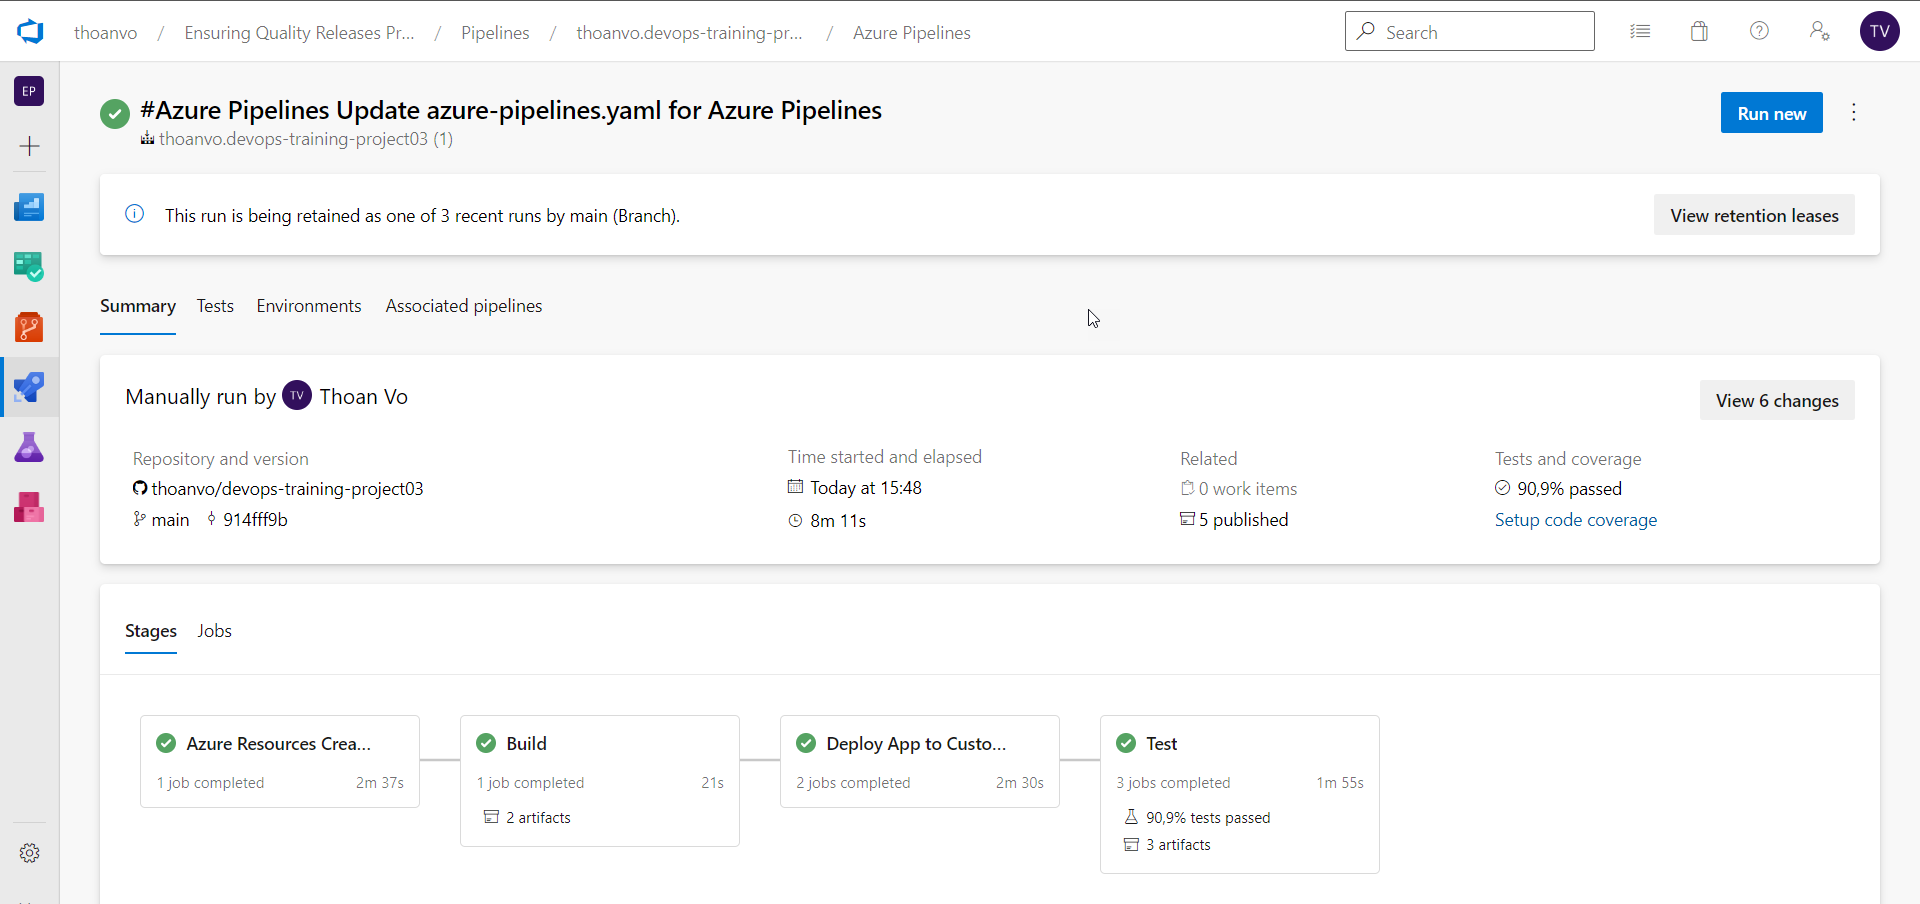 thoanvo / Ensuring Quality Releases Pr... / Pipelines / thoanvo.devops-training-pr... / Azure Pipelines
Search
TV
EP
#Azure Pipelines Update azure-pipelines.yaml for Azure Pipelines
thoanvo.devops-training-project03 (1)
Run new
This run is being retained as one of 3 recent runs by main (Branch).
View retention leases
Summary Tests Environments Associated pipelines
Manually run by TV Thoan Vo
View 6 changes
Repository and version
thoanvo/devops-training-project03
main 914fff9b
Time started and elapsed
Today at 15:48
8m 11s
Related
0 work items
5 published
Tests and coverage
90,9% passed
Setup code coverage
Stages Jobs
Azure Resources Crea...
1 job completed 2m 37s
Build
1 job completed 21s
2 artifacts
Deploy App to Custo...
2 jobs completed 2m 30s
Test
3 jobs completed 1m 55s
90,9% tests passed
3 artifacts